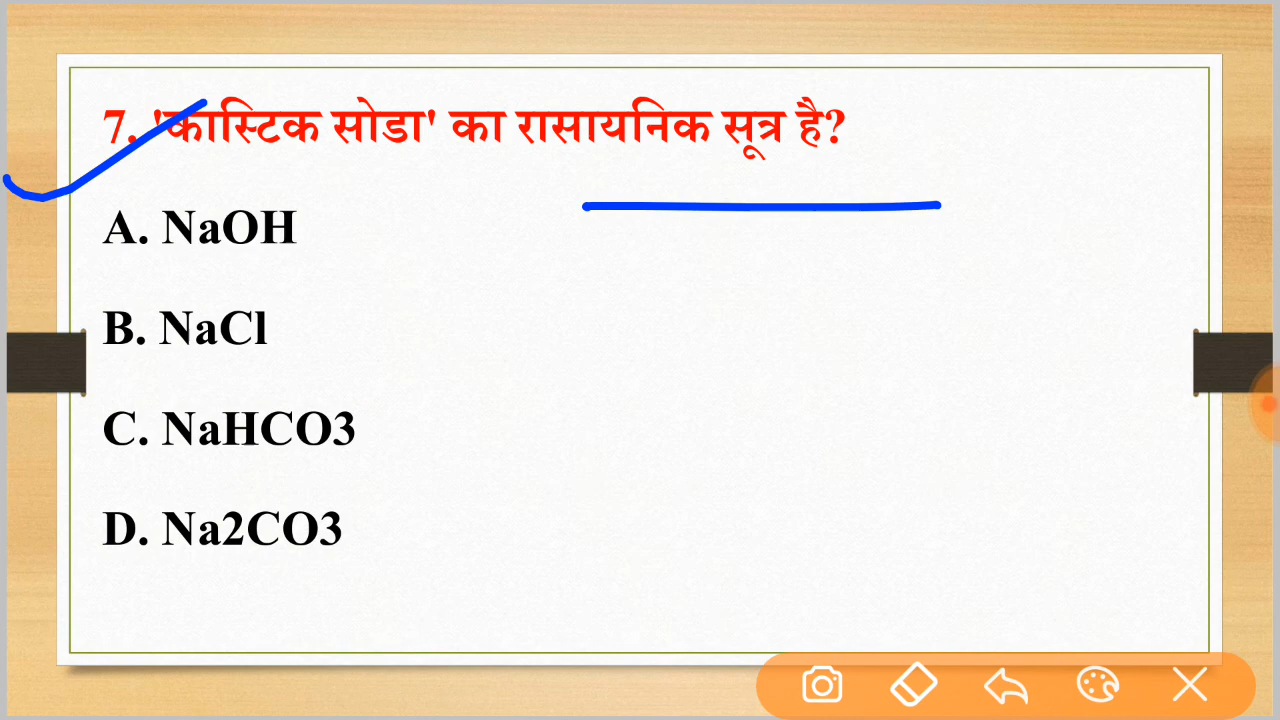 7. 'कास्टिक सोडा' का रासायनिक सूत्र है?
A. NaOH
B. NaCl
C. NaHCO3
D. Na2CO3